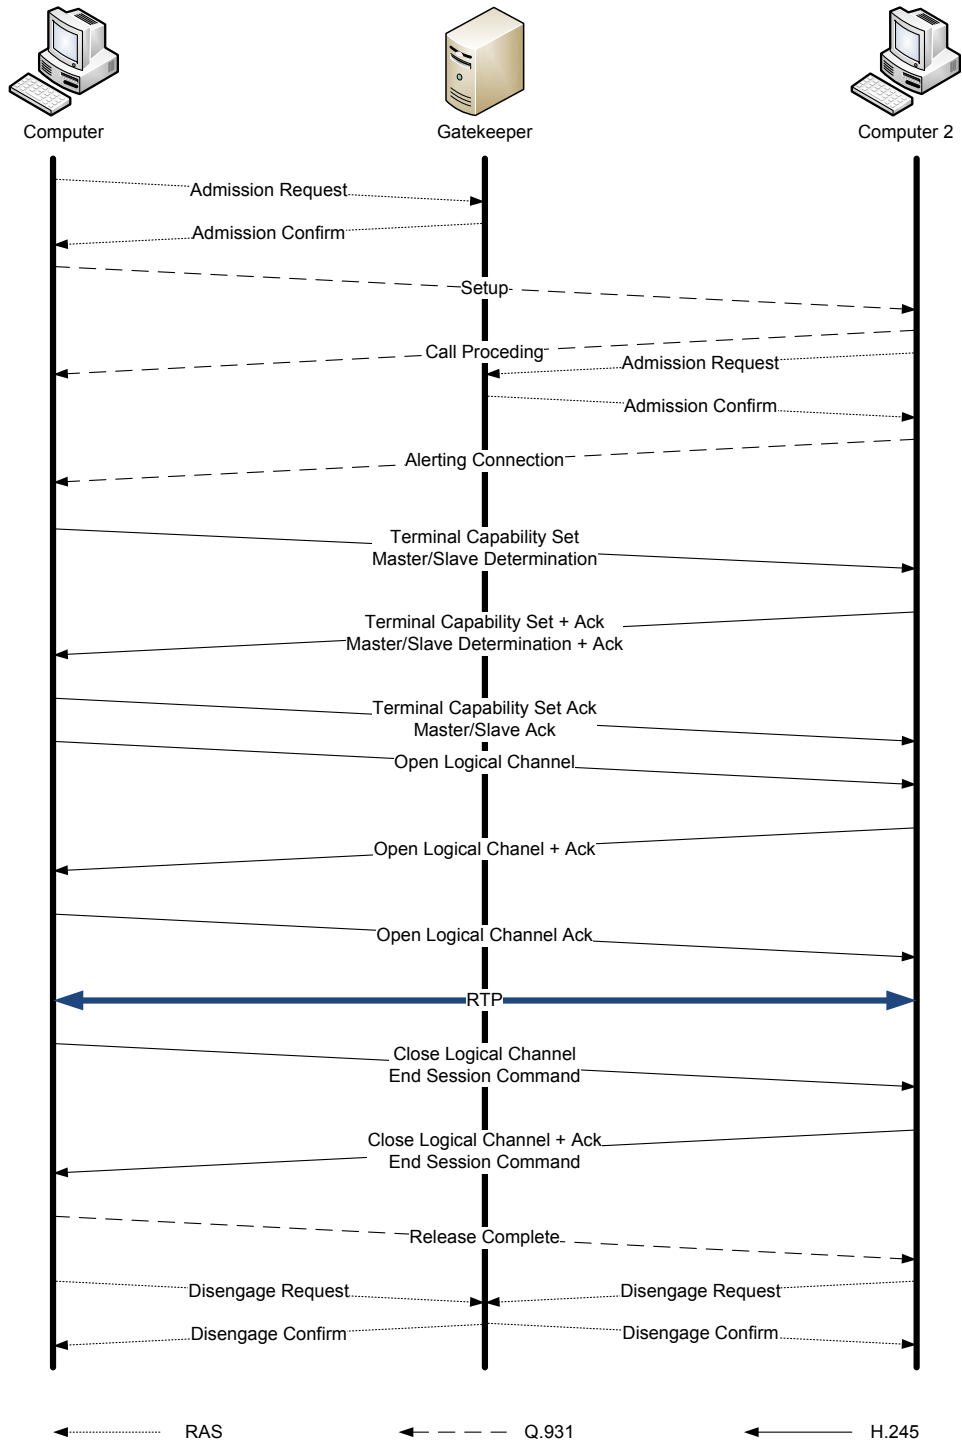 Computer
Gatekeeper
Computer 2
Admission Request
Admission Confirm
Setup
Call Proceding
Admission Request
Admission Confirm
Alerting Connection
Terminal Capability Set
Master/Slave Determination
Terminal Capability Set + Ack
Master/Slave Determination + Ack
Terminal Capability Set Ack
Master/Slave Ack
Open Logical Channel
Open Logical Chanel + Ack
Open Logical Channel Ack
RTP
Close Logical Channel
End Session Command
Close Logical Channel + Ack
End Session Command
Release Complete
Disengage Request
Disengage Request
Disengage Confirm
Disengage Confirm
RAS
Q.931
H.245